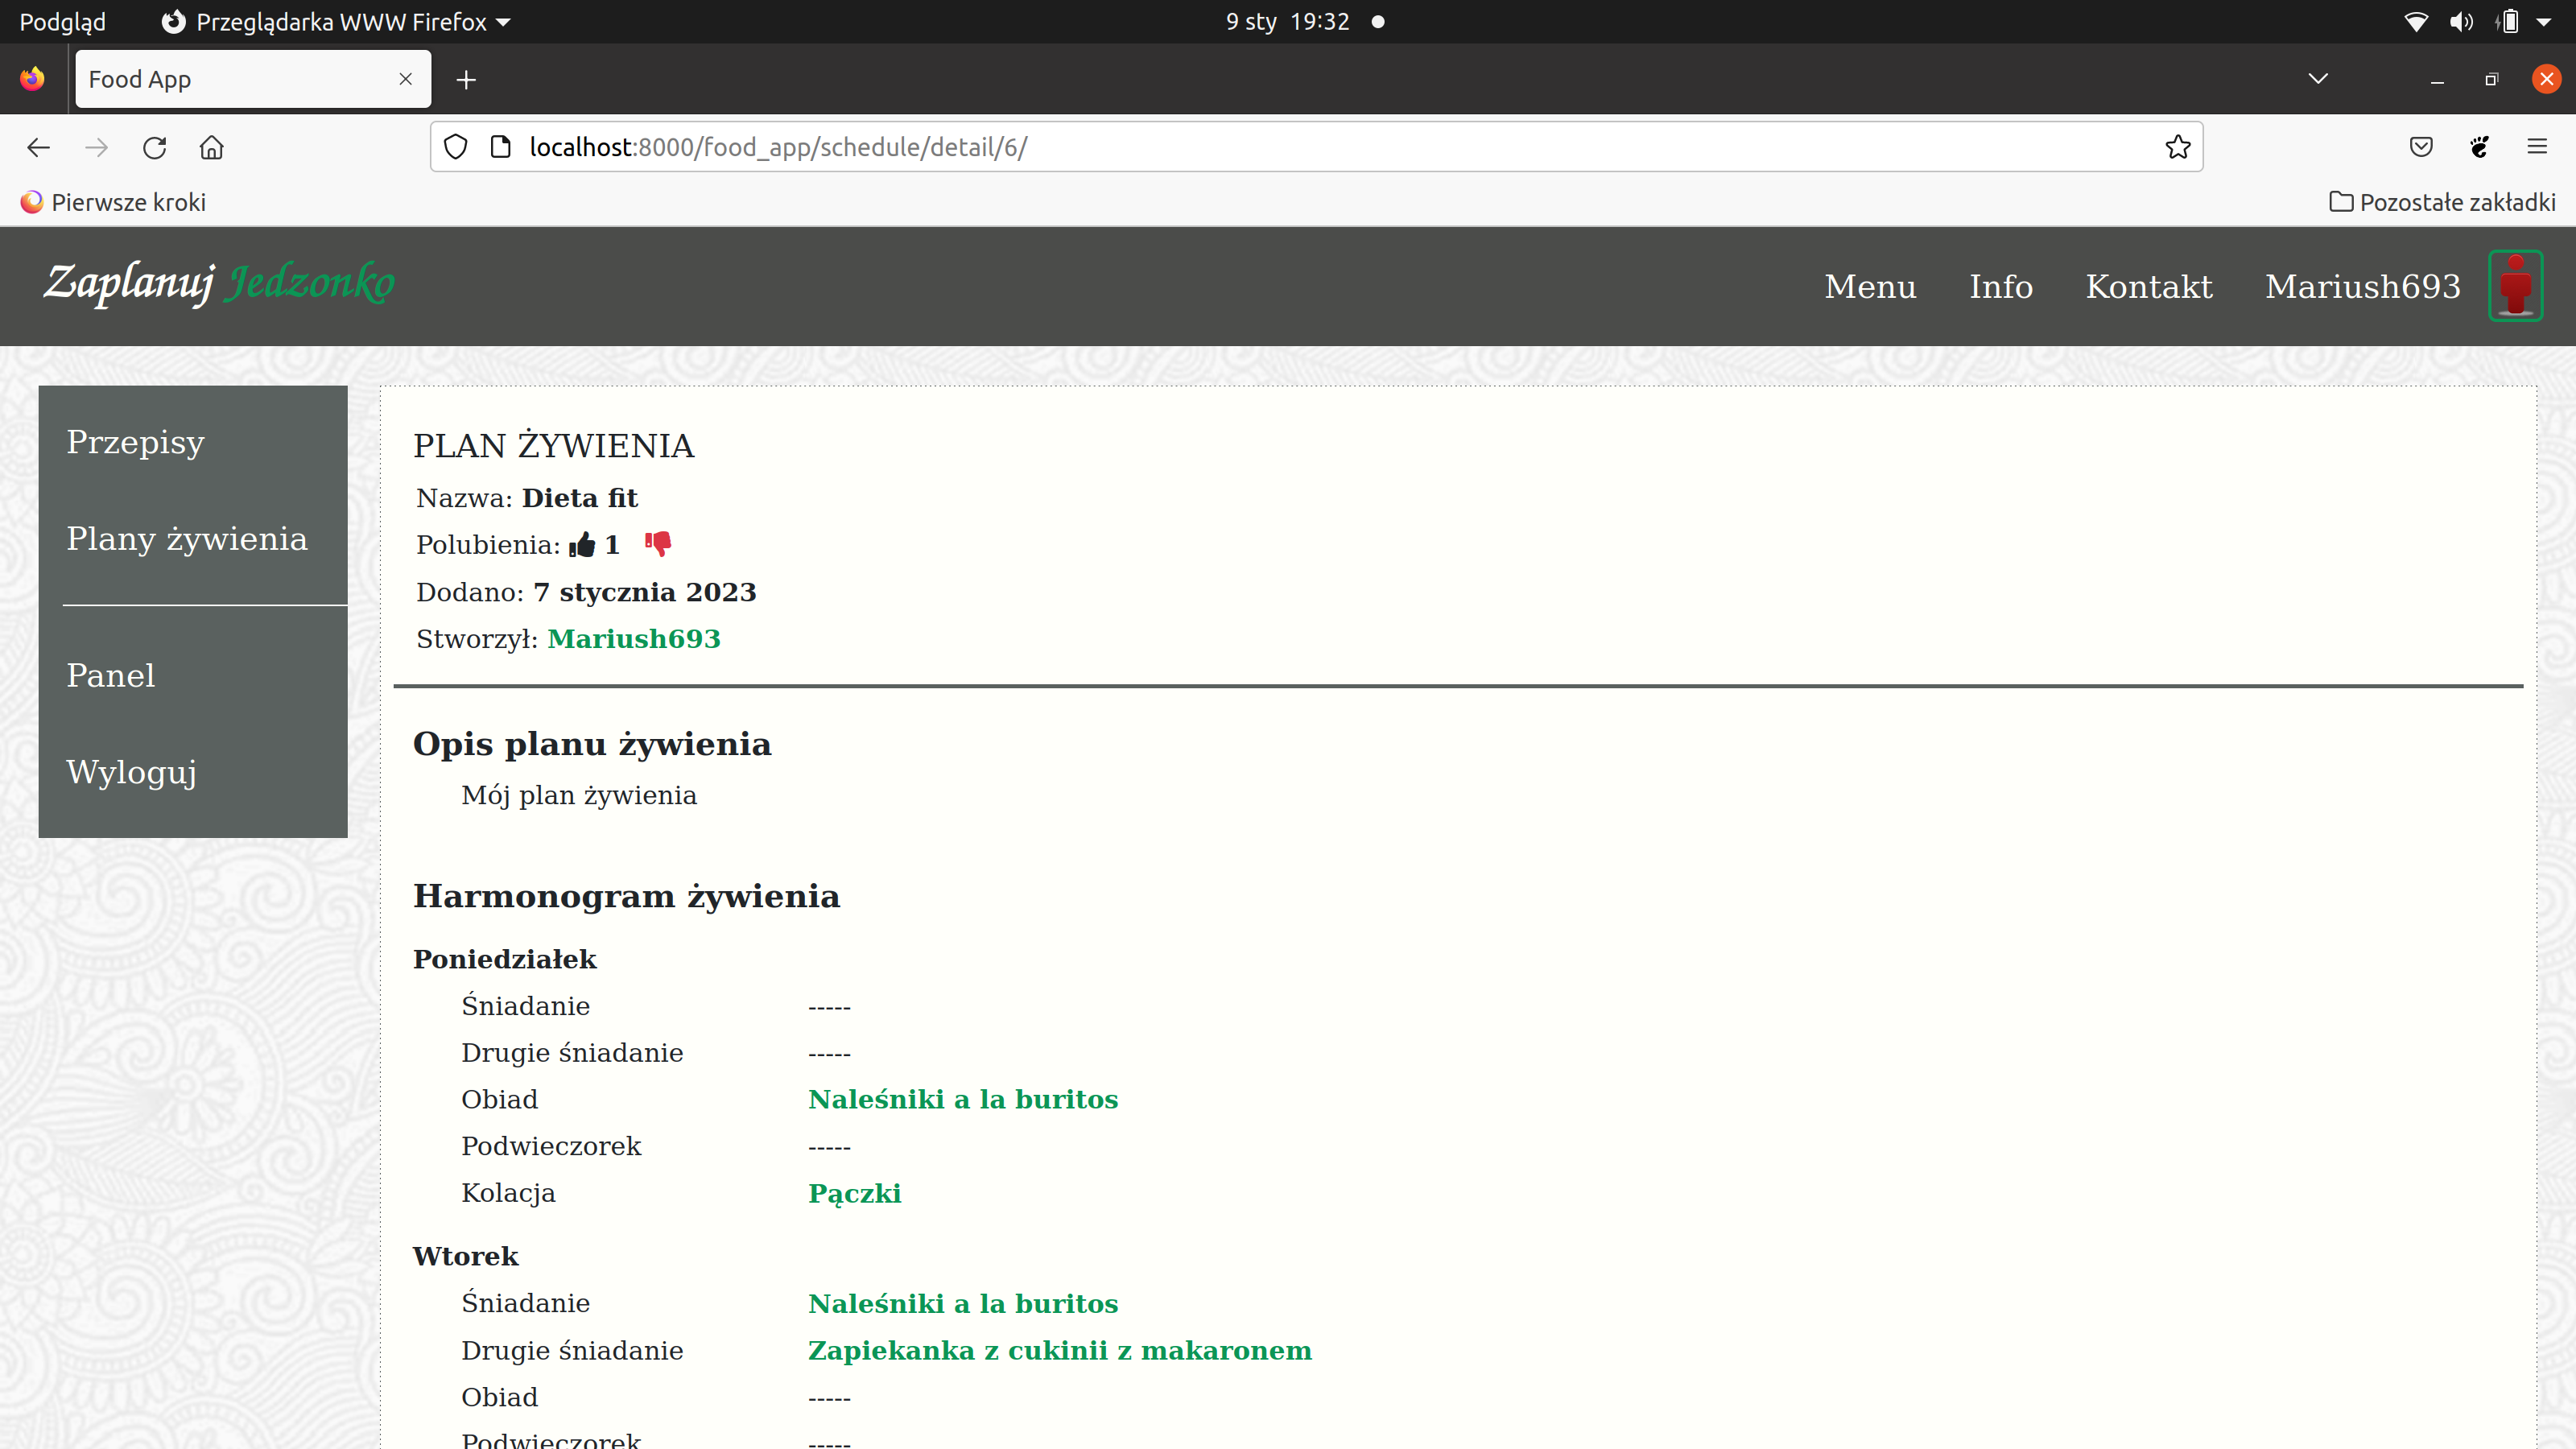 Podgląd Przeglądarka WWW Firefox 9 sty 19:32
Food App
localhost:8000/food_app/schedule/detail/6/
Pierwsze kroki Pozostałe zakładki
Zaplanuj Jedzonko Menu Info Kontakt Mariush693
Przepisy
Plany żywienia
Panel
Wyloguj
PLAN ŻYWIENIA
Nazwa: Dieta fit
Polubienia: 1
Dodano: 7 stycznia 2023
Stworzył: Mariush693
Opis planu żywienia
Mój plan żywienia
Harmonogram żywienia
Poniedziałek
Śniadanie -----
Drugie śniadanie -----
Obiad Naleśniki a la buritos
Podwieczorek -----
Kolacja Pączki
Wtorek
Śniadanie Naleśniki a la buritos
Drugie śniadanie Zapiekanka z cukinii z makaronem
Obiad -----
Podwieczorek -----